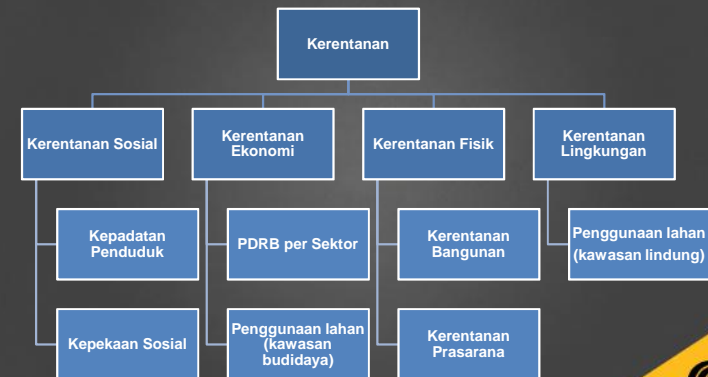 Kerentanan
Kerentanan Sosial
Kerentanan
Ekonomi
Kerentanan Fisik
Kerentanan
Lingkungan
Kepadatan
Penduduk
PDRB per Sektor
Kerentanan
Bangunan
Penggunaan lahan
(kawasan lindung)
Kepekaan Sosial
Penggunaan lahan
(kawasan
budidaya)
Kerentanan
Prasarana